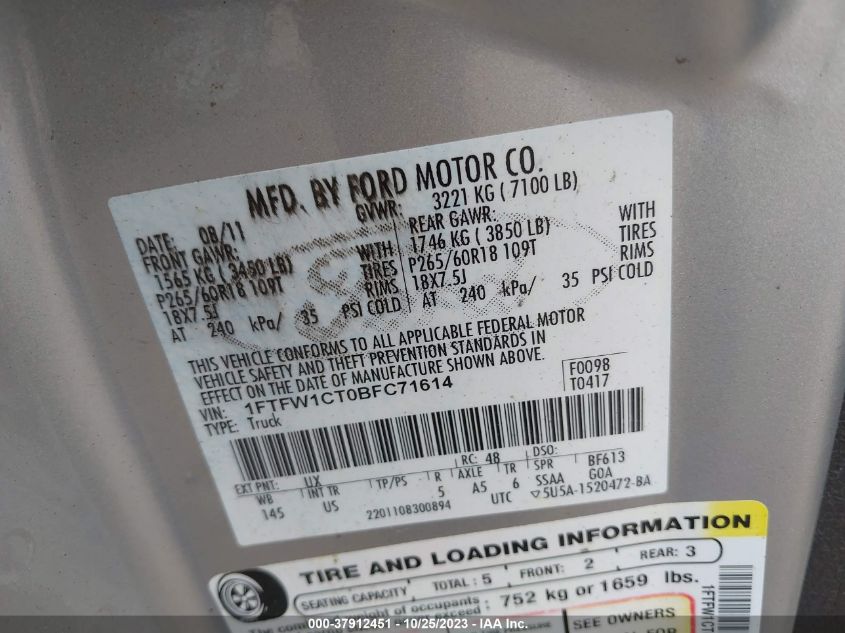 MFD. BY FORD MOTOR CO.
DATE: 08/11 GVWR: 3221 KG ( 7100 LB)
FRONT GAWR: REAR GAWR:
1565 KG ( 3450 LB) WITH 1746 KG ( 3850 LB) WITH
P265/60R18 109T TIRES P265/60R18 109T TIRES
18X7.5J RIMS 18X7.5J RIMS
AT 240 kPa/ 35 PSI COLD AT 240 kPa/ 35 PSI COLD
THIS VEHICLE CONFORMS TO ALL APPLICABLE FEDERAL MOTOR
VEHICLE SAFETY AND THEFT PREVENTION STANDARDS IN
EFFECT ON THE DATE OF MANUFACTURE SHOWN ABOVE.
VIN: 1FTFW1CT0BFC71614 F0098
TYPE: Truck T0417
EXT PNT: UX RC: 48 DSO:
WB INT TR TP/PS R AXLE TR SPR BF613
145 US 5 A5 6 SSAA GOA
2201108300894 UTC 5U5A-1520472-BA
TIRE AND LOADING INFORMATION
SEATING CAPACITY TOTAL: 5 FRONT: 2 REAR: 3
weight of occupants 752 kg or 1659 lbs.
SEE OWNERS
000-37912451 - 10/25/2023 - IAA Inc.